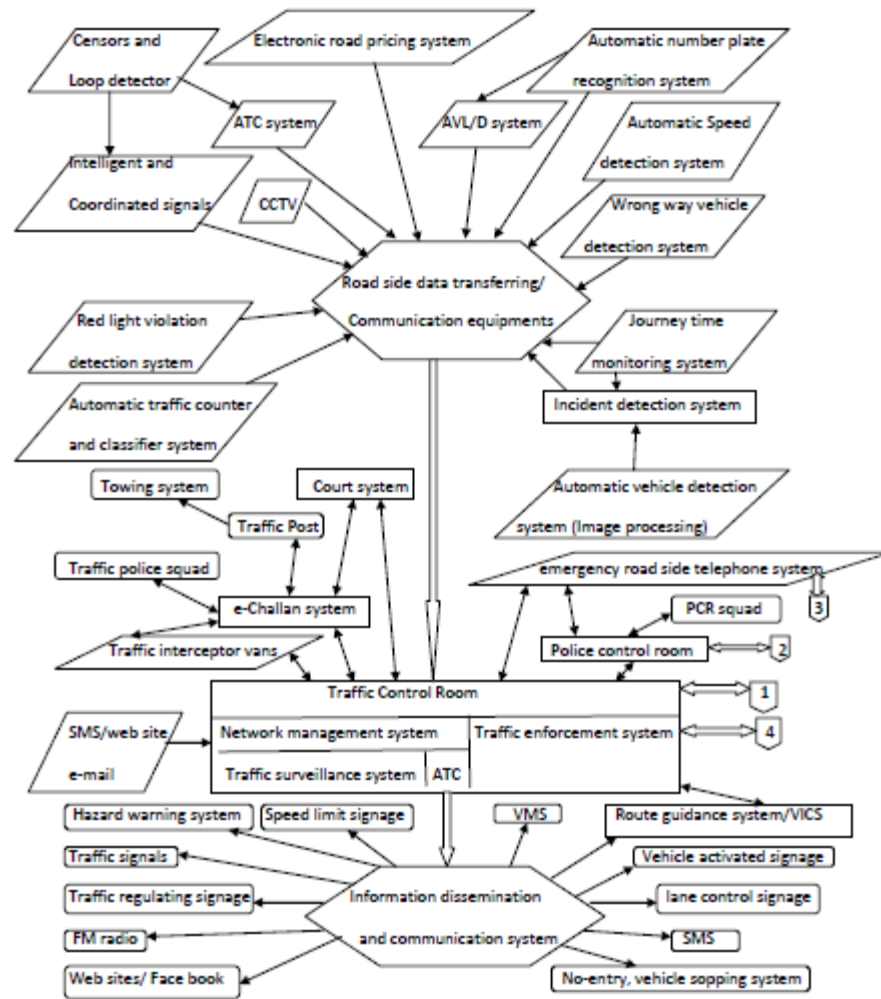 Censors and
Loop detector
Electronic road pricing system
Automatic number plate
recognition system
ATC system
AVL/D system
Automatic Speed
detection system
Intelligent and
Coordinated signals
CCTV
Wrong way vehicle
detection system
Road side data transferring/
Communication equipments
Red light violation
detection system
Journey time
monitoring system
Automatic traffic counter
and classifier system
Incident detection system
Towing system
Court system
Automatic vehicle detection
system (Image processing)
Traffic Post
Traffic police squad
emergency road side telephone system
3
e-Challan system
PCR squad
Traffic interceptor vans
Police control room
2
Traffic Control Room
1
SMS/web site
e-mail
Network management system
Traffic enforcement system
4
Traffic surveillance system
ATC
Hazard warning system
Speed limit signage
VMS
Route guidance system/VICS
Traffic signals
Vehicle activated signage
Traffic regulating signage
Information dissemination
and communication system
lane control signage
FM radio
SMS
Web sites/ Face book
No-entry, vehicle sopping system